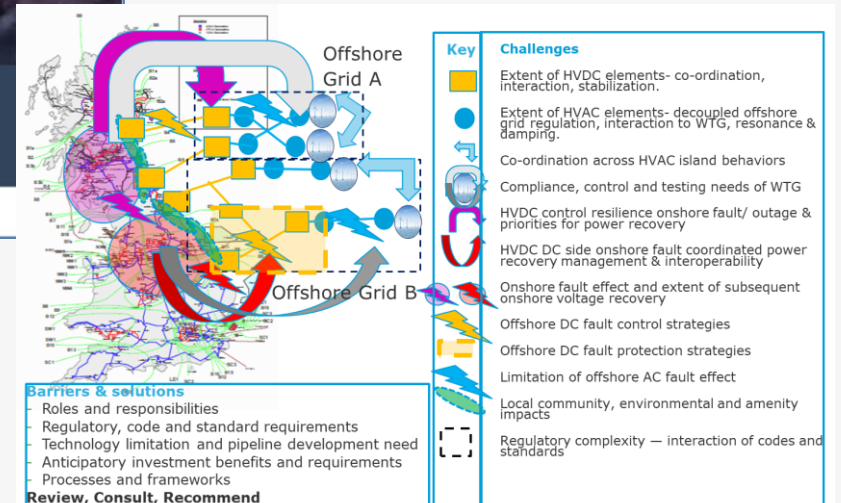 Offshore
Grid A
Offshore Grid B
Key
Challenges
Extent of HVDC elements- co-ordination,
interaction, stabilization.
Extent of HVAC elements- decoupled offshore
grid regulation, interaction to WTG, resonance &
damping.
Co-ordination across HVAC island behaviors
Compliance, control and testing needs of WTG
HVDC control resilience onshore fault/ outage &
priorities for power recovery
HVDC DC side onshore fault coordinated power
recovery management & interoperability
Onshore fault effect and extent of subsequent
onshore voltage recovery
Offshore DC fault control strategies
Offshore DC fault protection strategies
Limitation of offshore AC fault effect
Local community, environmental and amenity
impacts
Regulatory complexity — interaction of codes and
standards
Barriers & solutions
- Roles and responsibilities
- Regulatory, code and standard requirements
- Technology limitation and pipeline development need
- Anticipatory investment benefits and requirements
- Processes and frameworks
Review, Consult, Recommend